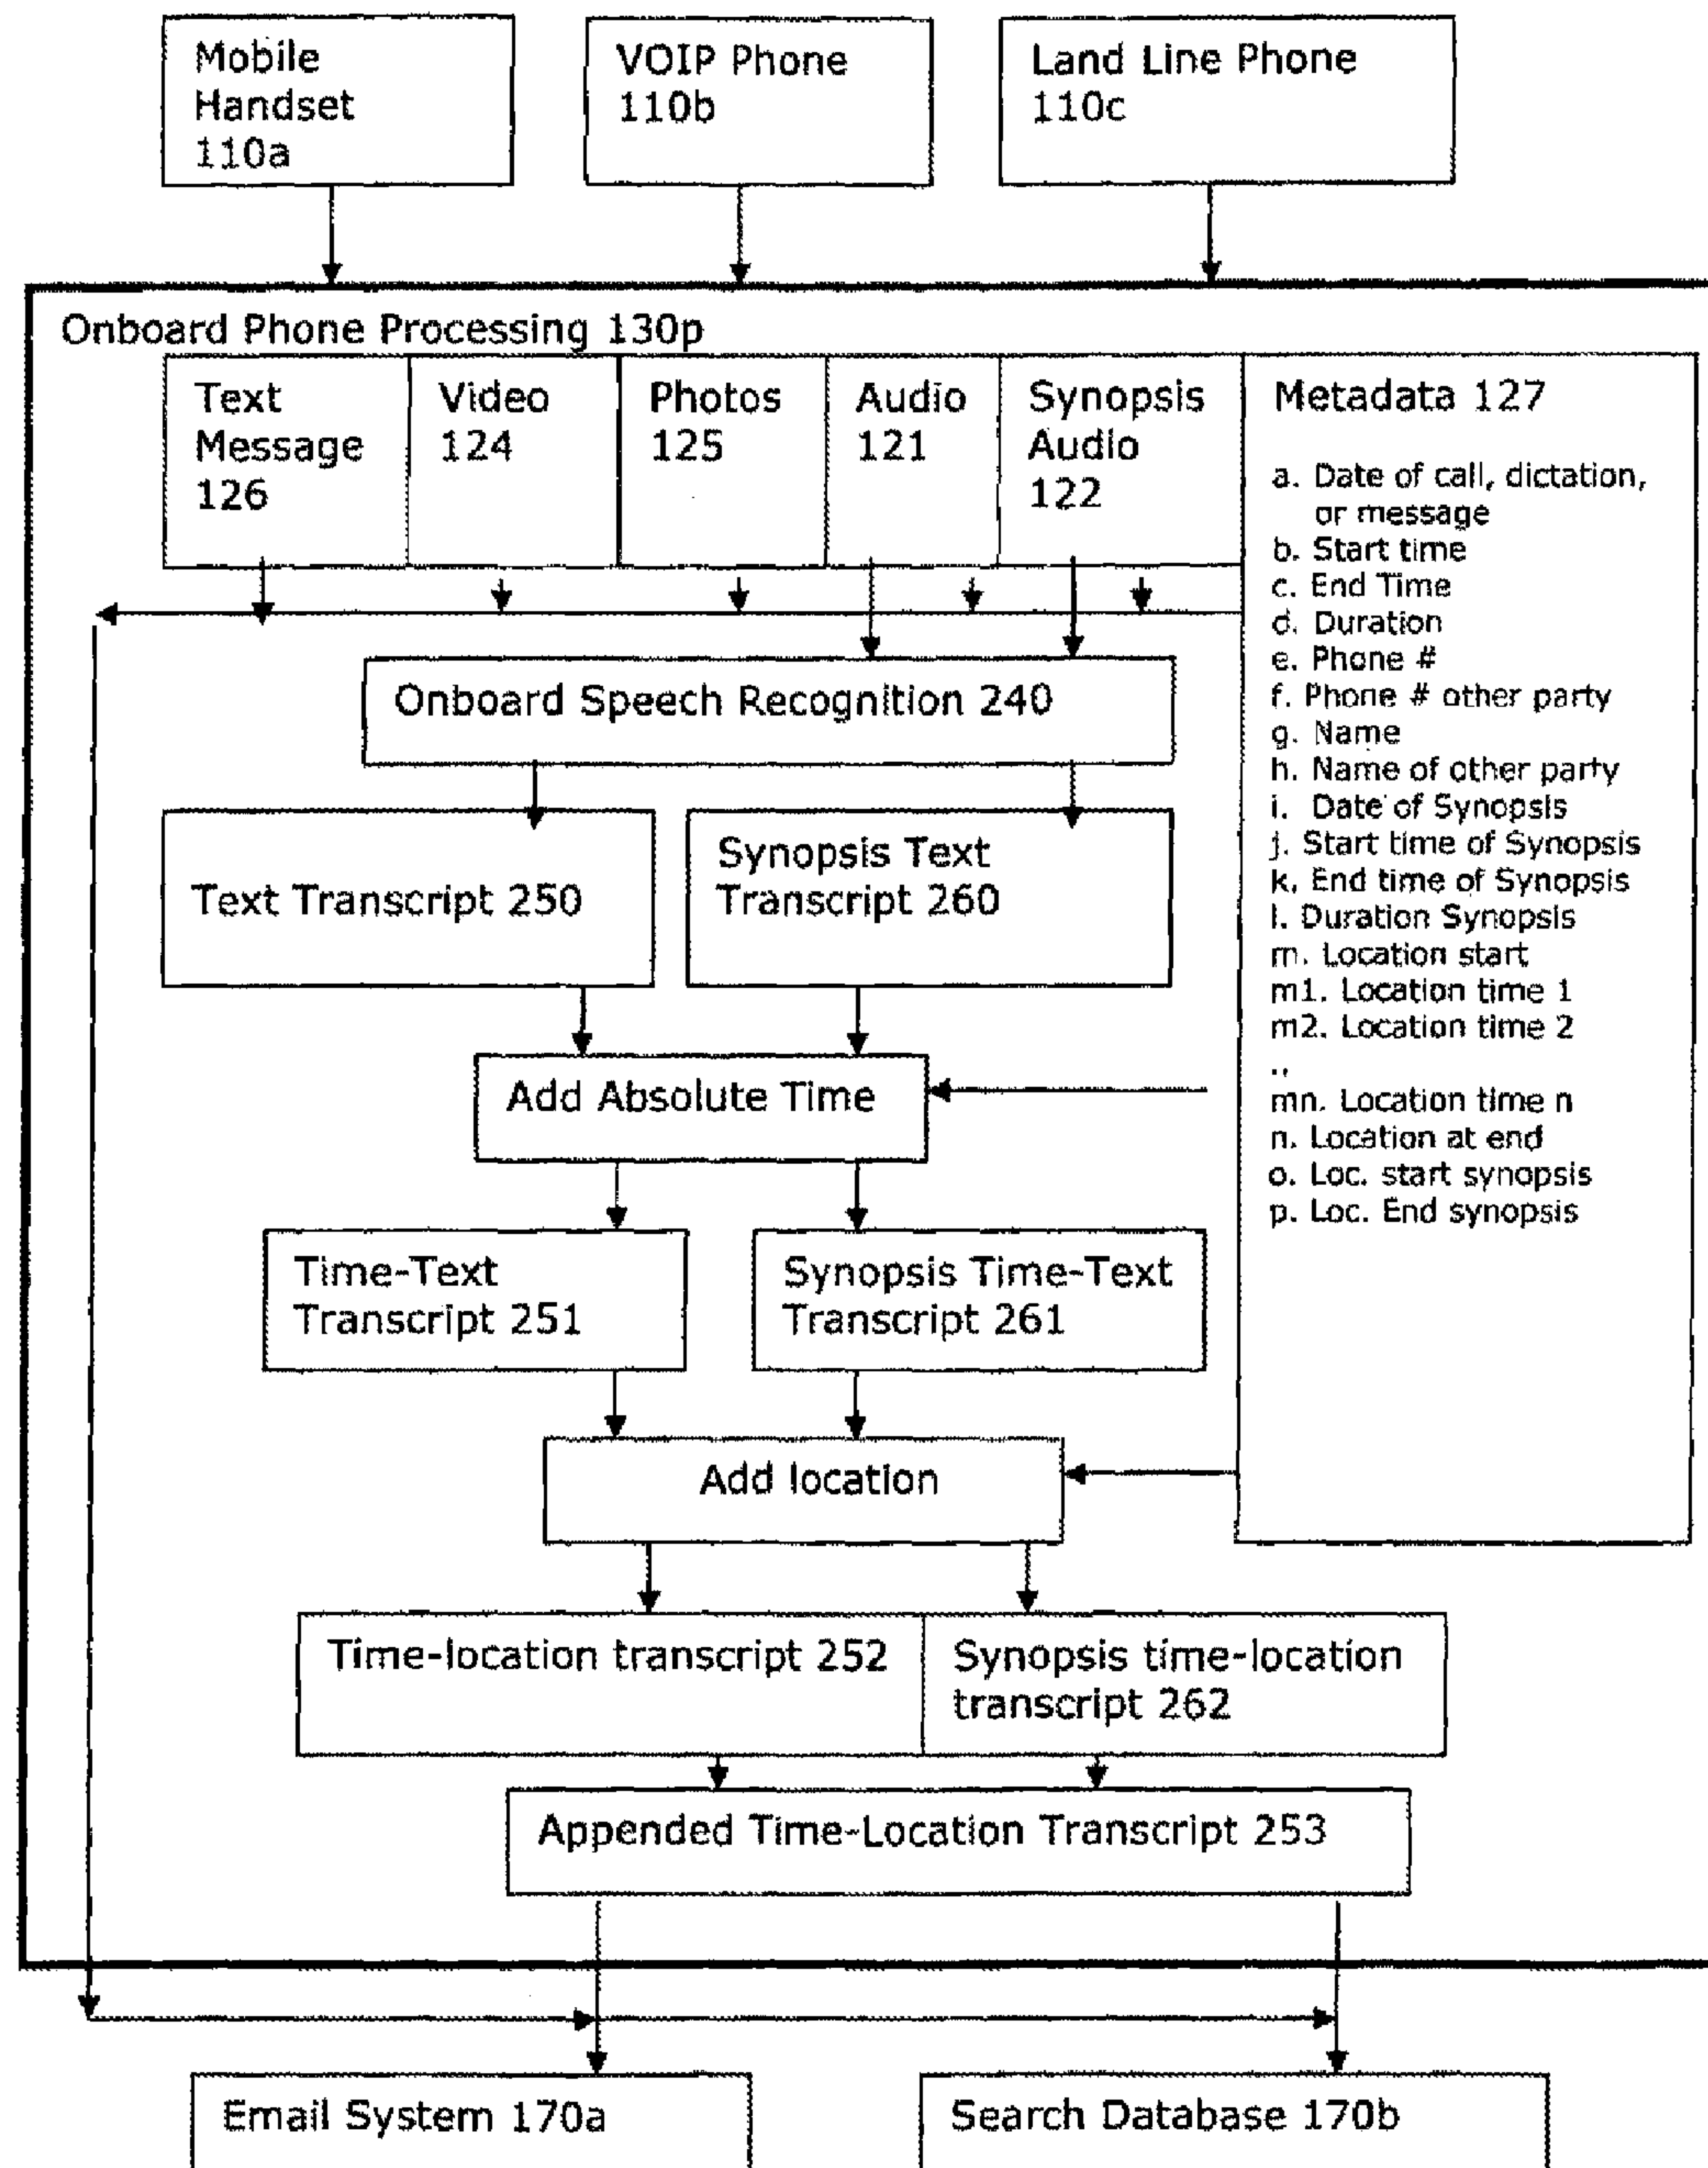 Mobile
Handset
110a
VOIP Phone
110b
Land Line Phone
110c
Onboard Phone Processing 130p
Text
Message
126
Video
124
Photos
125
Audio
121
Synopsis
Audio
122
Metadata 127
a. Date of call, dictation,
or message
b. Start time
c. End Time
d. Duration
e. Phone #
f. Phone # other party
g. Name
h. Name of other party
i. Date of Synopsis
j. Start time of Synopsis
k. End time of Synopsis
l. Duration Synopsis
m. Location start
m1. Location time 1
m2. Location time 2
..
mn. Location time n
n. Location at end
o. Loc. start synopsis
p. Loc. End synopsis
Onboard Speech Recognition 240
Text Transcript 250
Synopsis Text
Transcript 260
Add Absolute Time
Time-Text
Transcript 251
Synopsis Time-Text
Transcript 261
Add location
Time-location transcript 252
Synopsis time-location
transcript 262
Appended Time-Location Transcript 253
Email System 170a
Search Database 170b